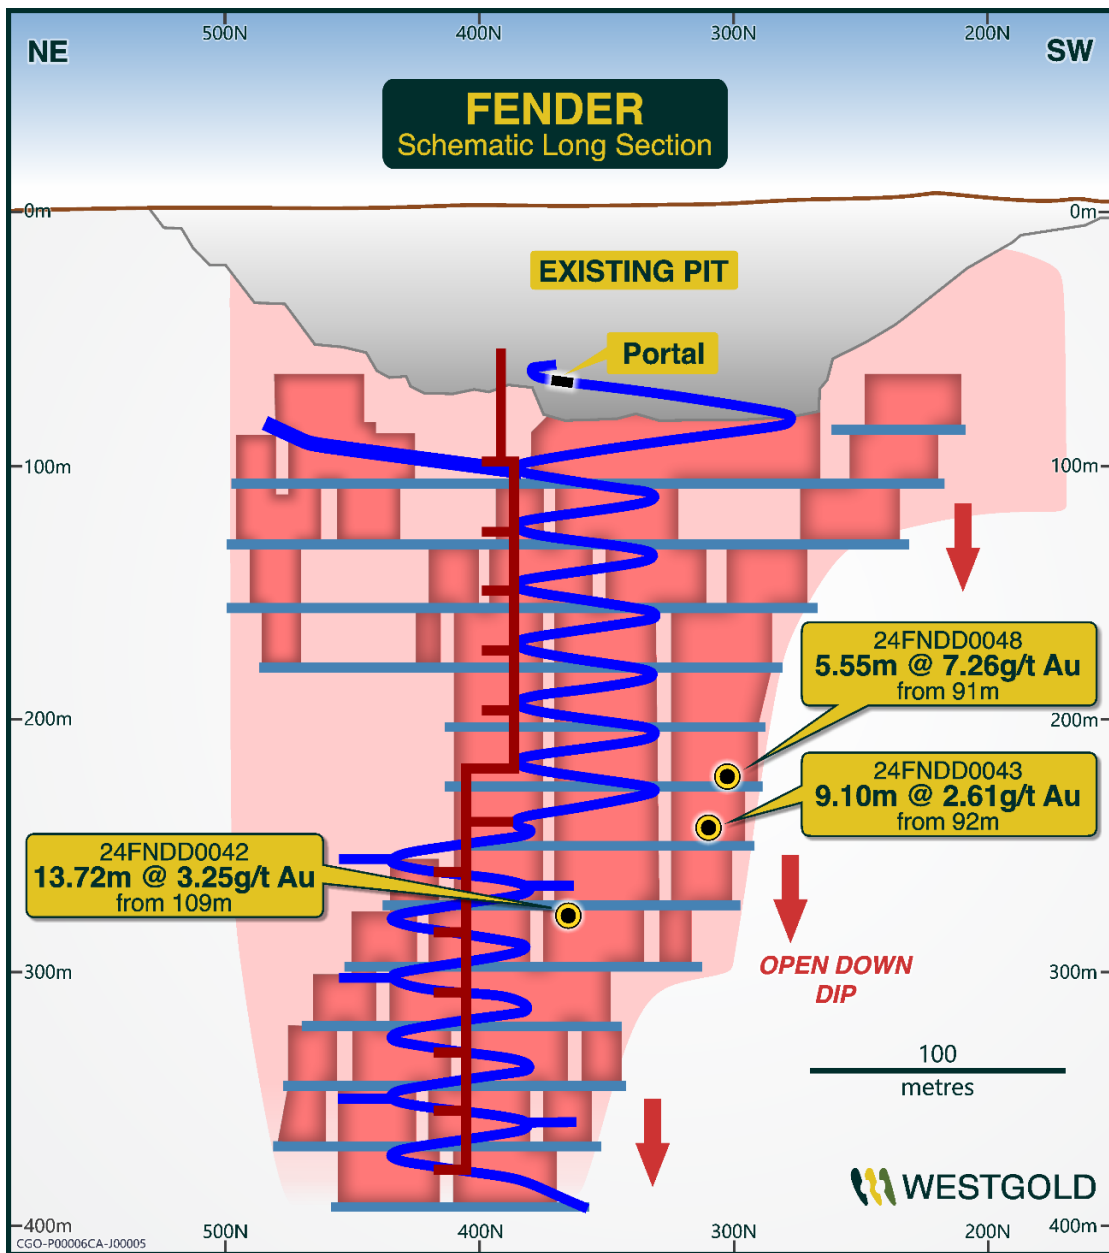 500N 400N 300N 200N
NE SW
FENDER
Schematic Long Section
0m 0m
EXISTING PIT
Portal
100m 100m
24FNDD0048
5.55m @ 7.26g/t Au
from 91m
200m 200m
24FNDD0043
9.10m @ 2.61g/t Au
from 92m
24FNDD0042
13.72m @ 3.25g/t Au
from 109m
OPEN DOWN
DIP
300m 300m
100
metres
WESTGOLD
400m 400m
500N 400N 300N 200N
CGO-P00006CA-J00005